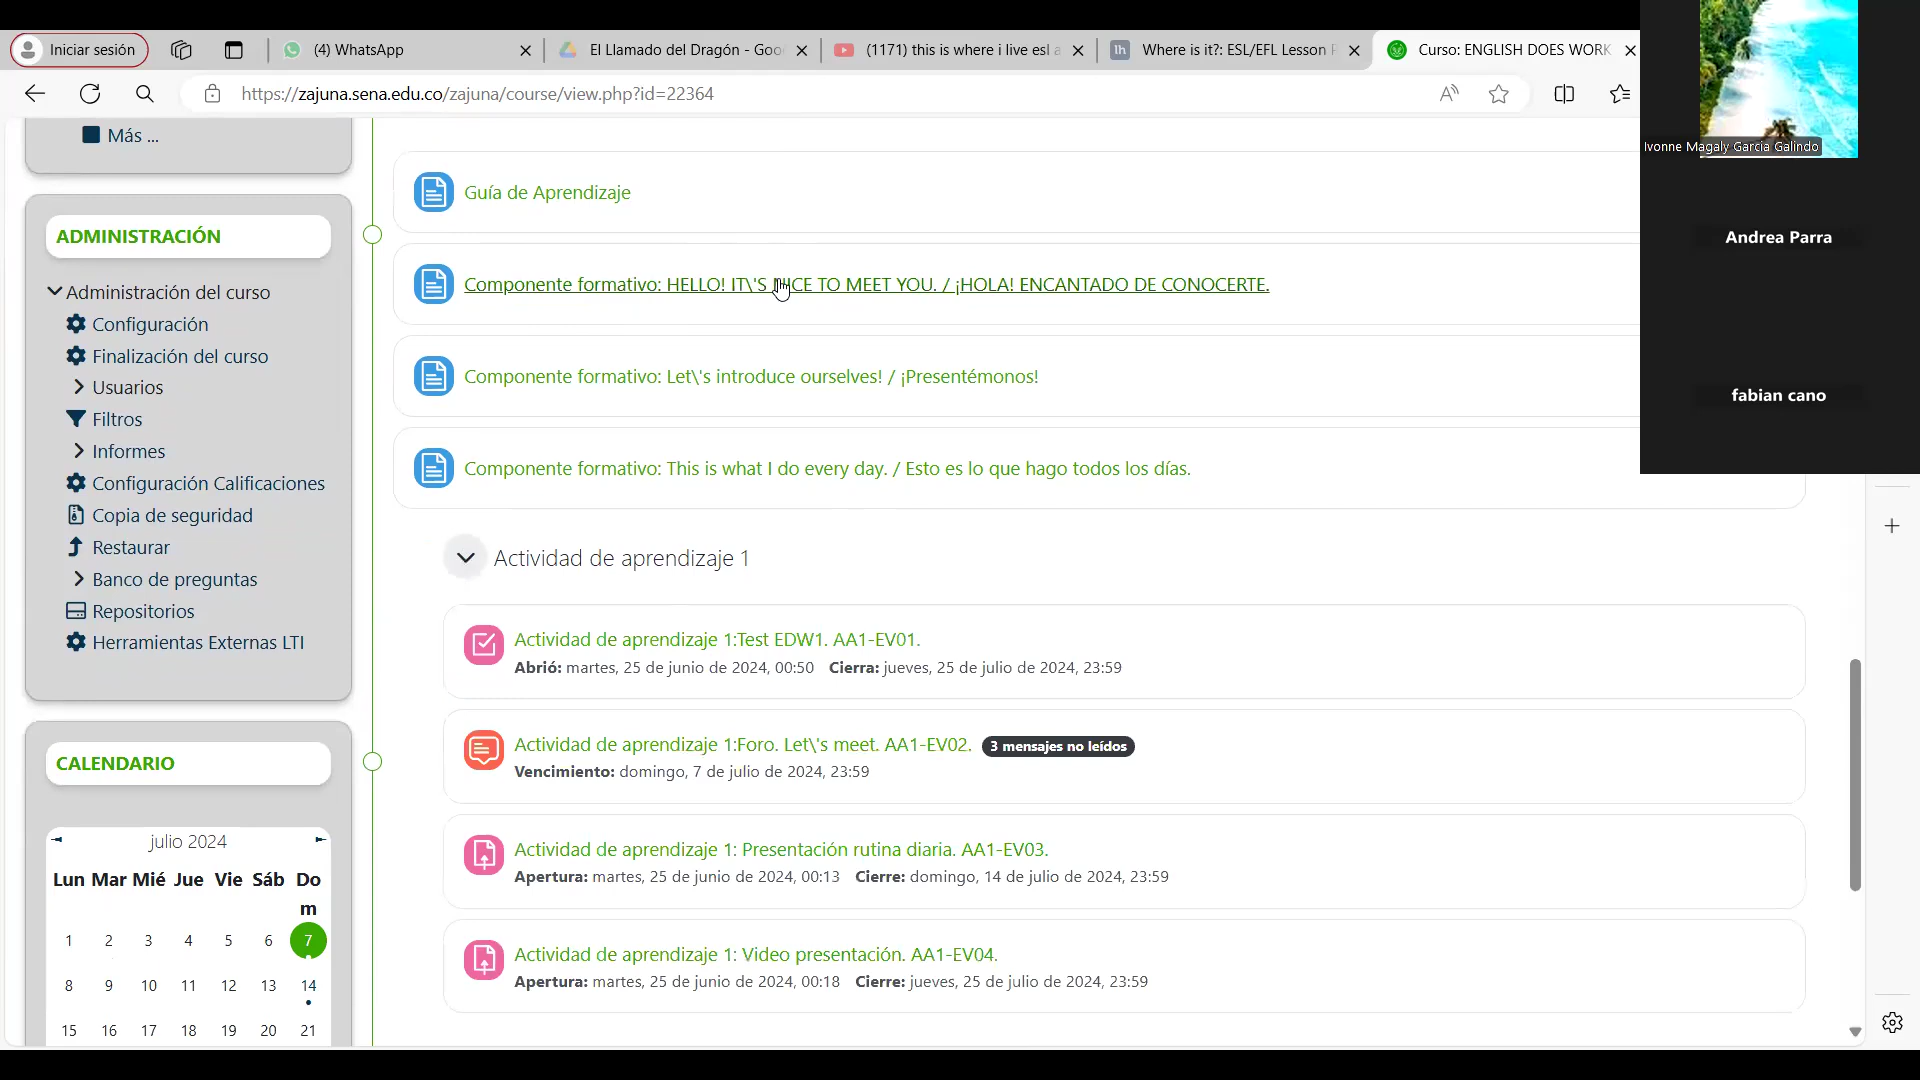 Iniciar sesión
(4) WhatsApp
El Llamado del Dragón - Goo
(1171) this is where i live esl a
Where is it?: ESL/EFL Lesson P
Curso: ENGLISH DOES WORK
https://zajuna.sena.edu.co/zajuna/course/view.php?id=22364
Ivonne Magaly Garcia Galindo
Andrea Parra
fabian cano
Más ...
ADMINISTRACIÓN
Administración del curso
Configuración
Finalización del curso
Usuarios
Filtros
Informes
Configuración Calificaciones
Copia de seguridad
Restaurar
Banco de preguntas
Repositorios
Herramientas Externas LTI
CALENDARIO
julio 2024
Lun Mar Mié Jue Vie Sáb Do
m
1 2 3 4 5 6 7
8 9 10 11 12 13 14
15 16 17 18 19 20 21
Guía de Aprendizaje
Componente formativo: HELLO! IT\'S NICE TO MEET YOU. / ¡HOLA! ENCANTADO DE CONOCERTE.
Componente formativo: Let\'s introduce ourselves! / ¡Presentémonos!
Componente formativo: This is what I do every day. / Esto es lo que hago todos los días.
Actividad de aprendizaje 1
Actividad de aprendizaje 1:Test EDW1. AA1-EV01.
Abrió: martes, 25 de junio de 2024, 00:50 Cierra: jueves, 25 de julio de 2024, 23:59
Actividad de aprendizaje 1:Foro. Let\'s meet. AA1-EV02. 3 mensajes no leídos
Vencimiento: domingo, 7 de julio de 2024, 23:59
Actividad de aprendizaje 1: Presentación rutina diaria. AA1-EV03.
Apertura: martes, 25 de junio de 2024, 00:13 Cierre: domingo, 14 de julio de 2024, 23:59
Actividad de aprendizaje 1: Video presentación. AA1-EV04.
Apertura: martes, 25 de junio de 2024, 00:18 Cierre: jueves, 25 de julio de 2024, 23:59